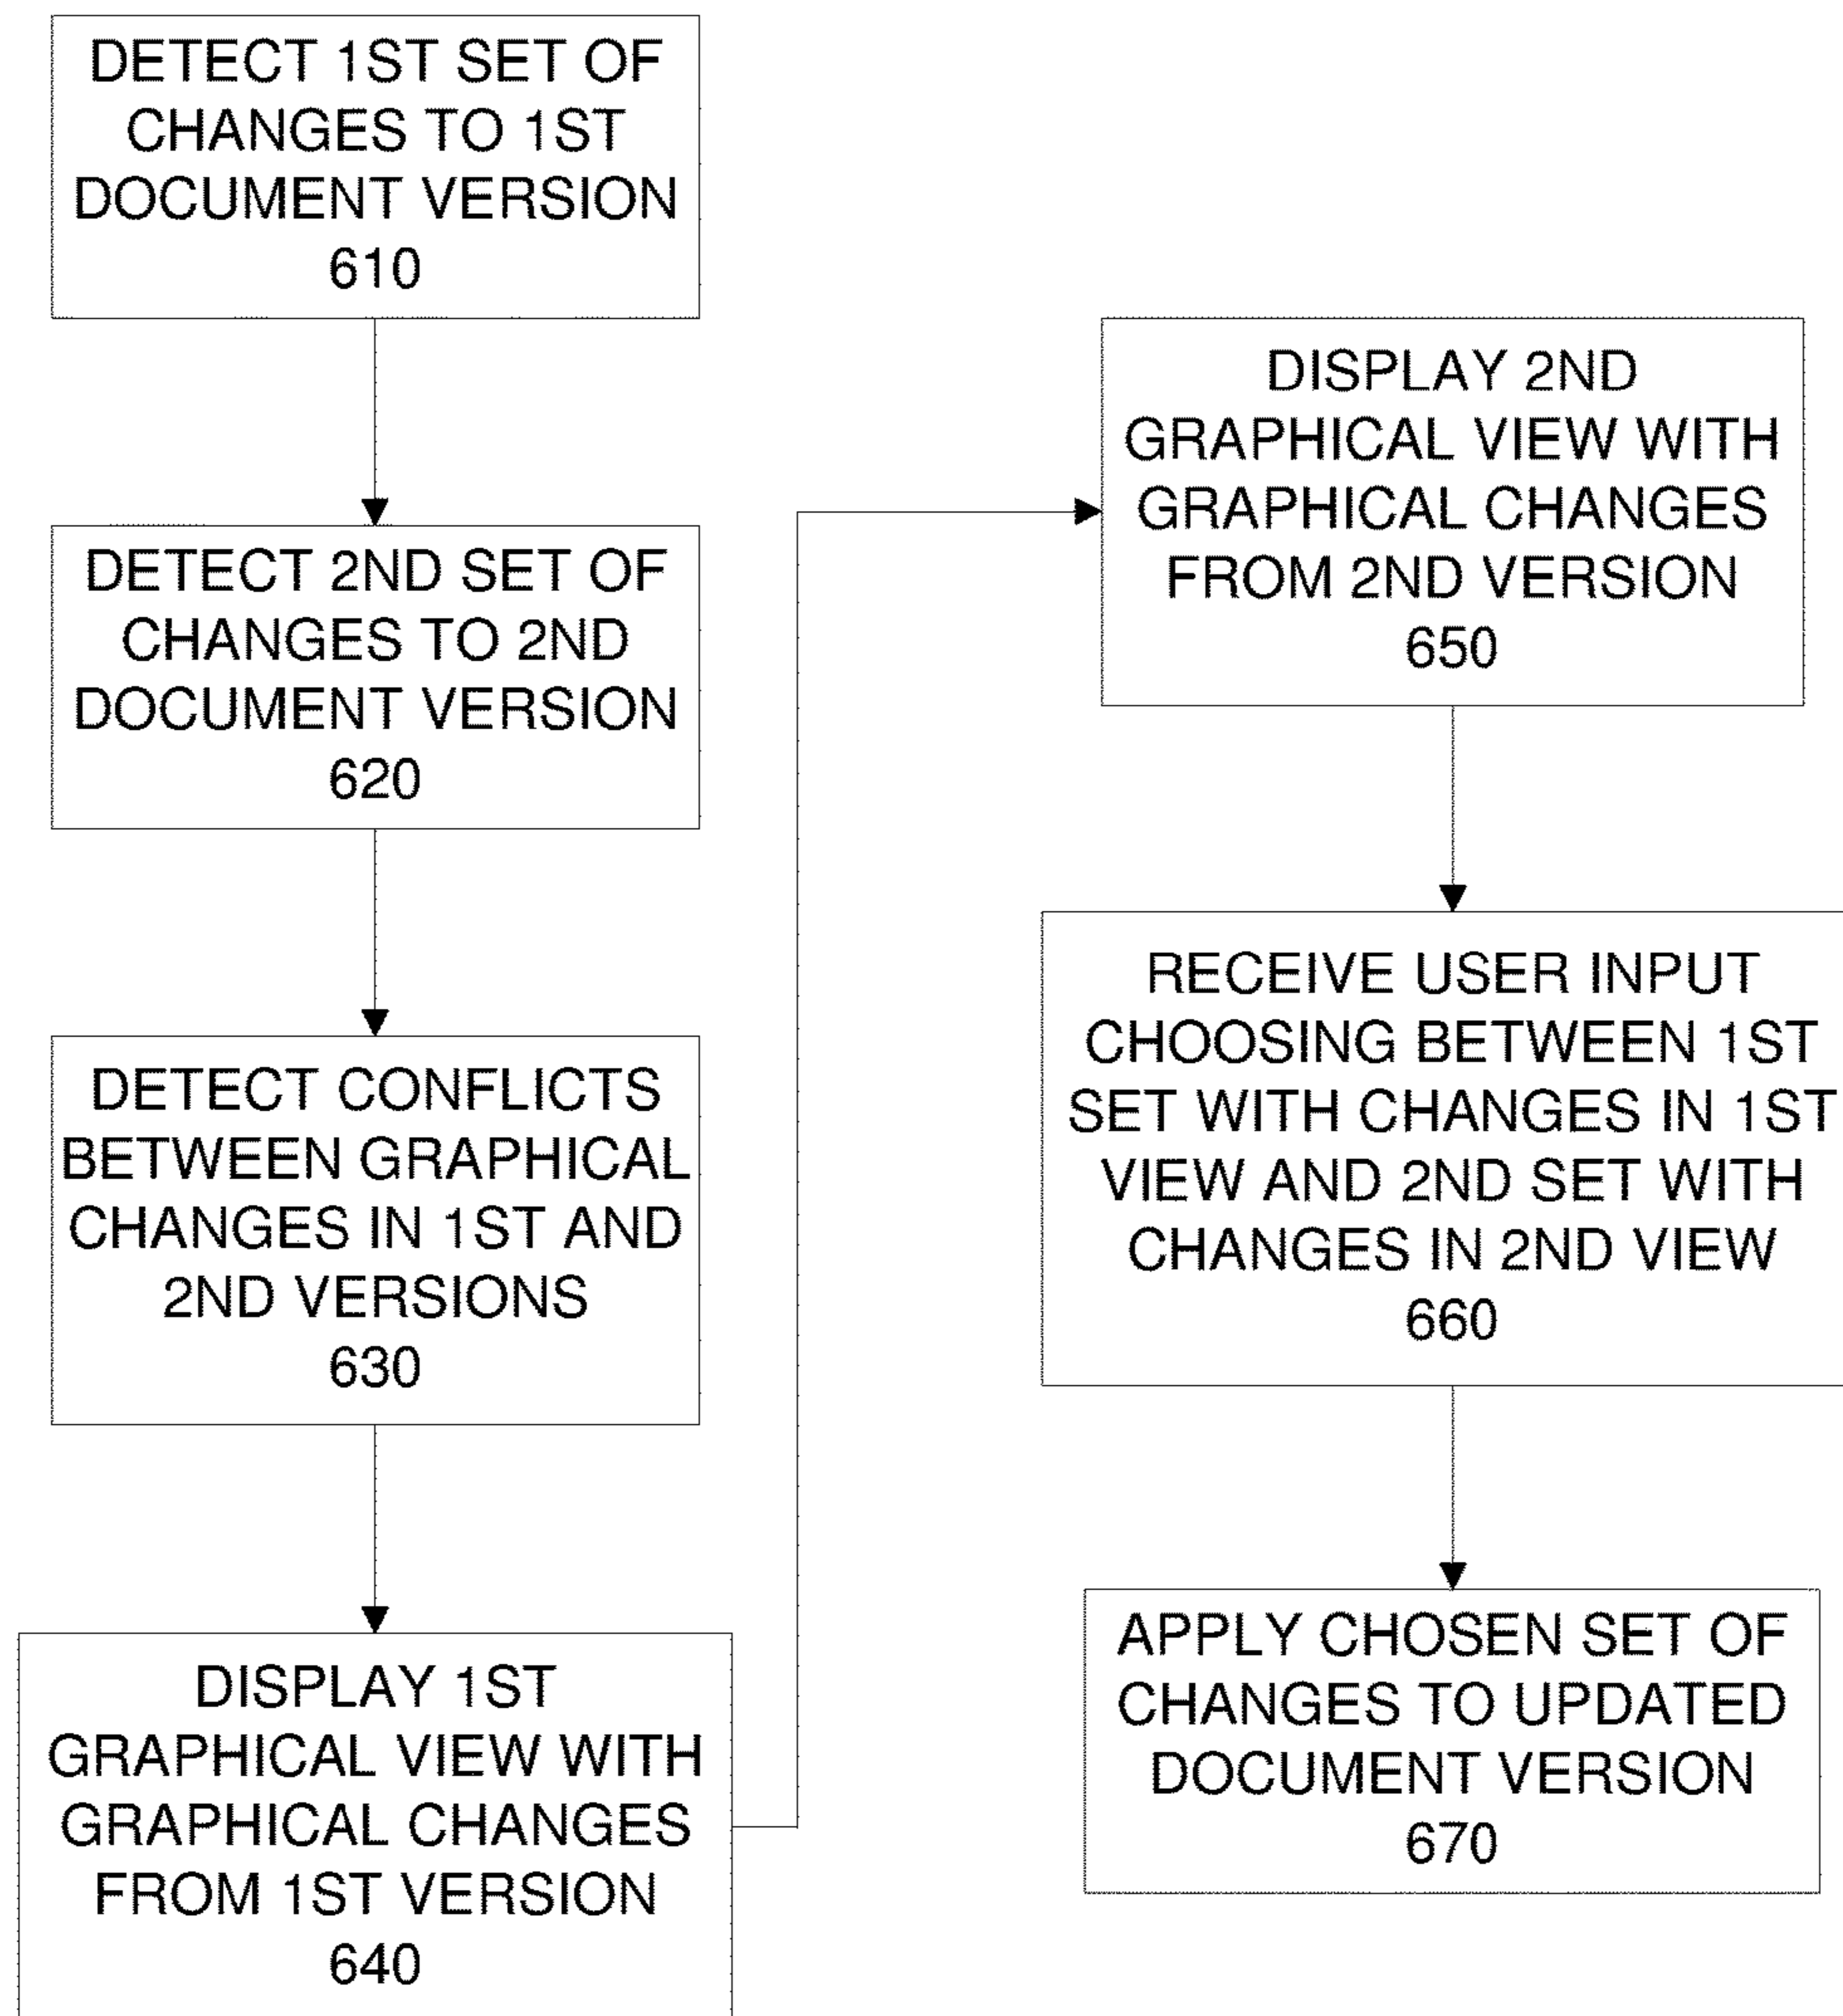 DETECT 1ST SET OF
CHANGES TO 1ST
DOCUMENT VERSION
610
DETECT 2ND SET OF
CHANGES TO 2ND
DOCUMENT VERSION
620
DETECT CONFLICTS
BETWEEN GRAPHICAL
CHANGES IN 1ST AND
2ND VERSIONS
630
DISPLAY 1ST
GRAPHICAL VIEW WITH
GRAPHICAL CHANGES
FROM 1ST VERSION
640
DISPLAY 2ND
GRAPHICAL VIEW WITH
GRAPHICAL CHANGES
FROM 2ND VERSION
650
RECEIVE USER INPUT
CHOOSING BETWEEN 1ST
SET WITH CHANGES IN 1ST
VIEW AND 2ND SET WITH
CHANGES IN 2ND VIEW
660
APPLY CHOSEN SET OF
CHANGES TO UPDATED
DOCUMENT VERSION
670